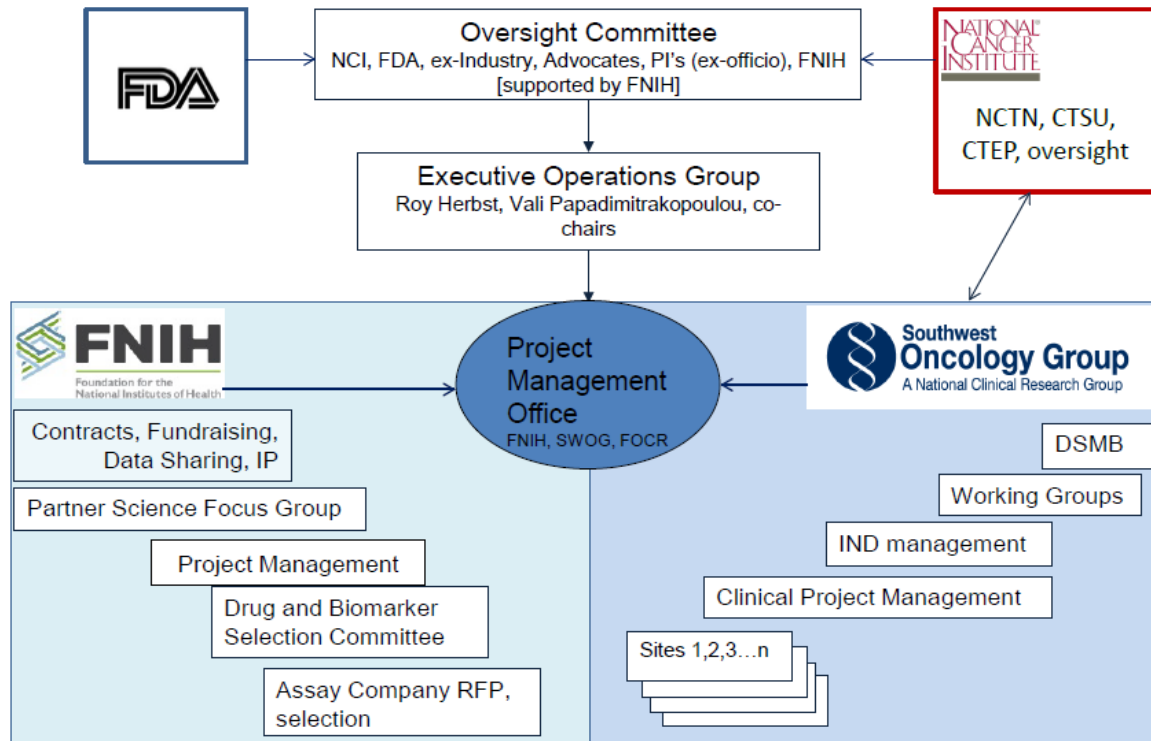 FDA
Oversight Committee
NCI, FDA, ex-Industry, Advocates, PI's (ex-officio), FNIH
[supported by FNIH]
NATIONAL®
CANCER
INSTITUTE
NCTN, CTSU,
CTEP, oversight
Executive Operations Group
Roy Herbst, Vali Papadimitrakopoulou, co-
chairs
FNIH
Foundation for the
National Institutes of Health
Project
Management
Office
FNIH, SWOG, FOCR
Southwest
Oncology Group
A National Clinical Research Group
Contracts, Fundraising,
Data Sharing, IP
Partner Science Focus Group
Project Management
Drug and Biomarker
Selection Committee
Assay Company RFP,
selection
DSMB
Working Groups
IND management
Clinical Project Management
Sites 1,2,3...n